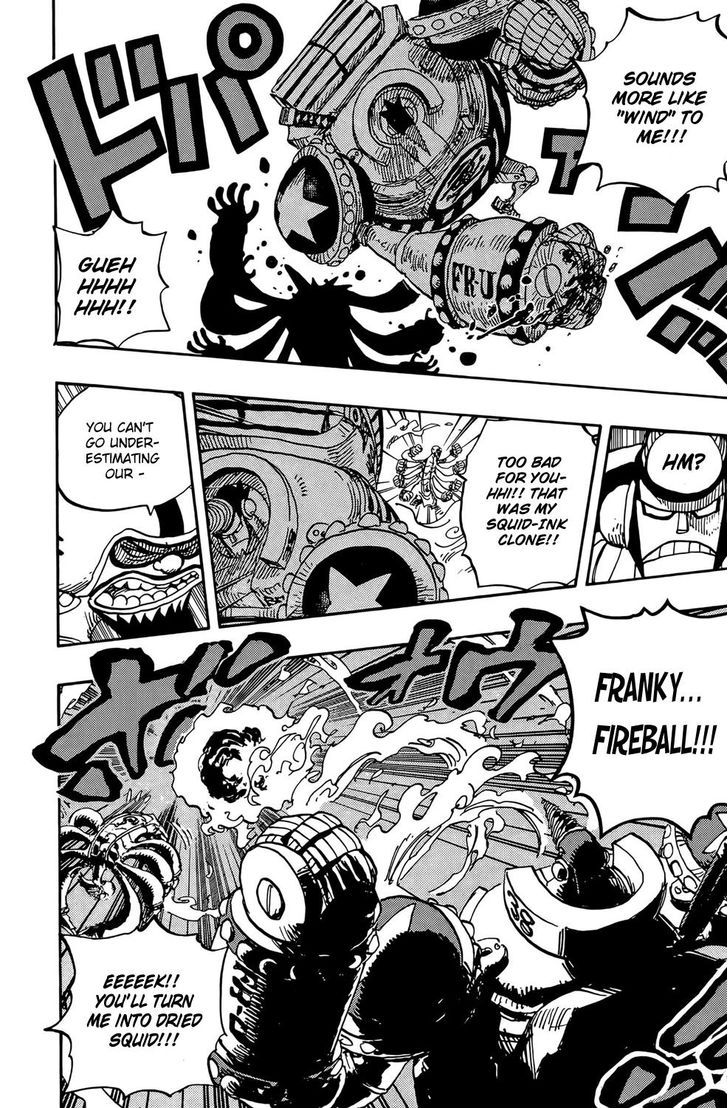 SOUNDS
MORE LIKE
"WIND" TO
ME!!!
ドパ
GUEH
HHHH
HHH!!
FR-U
HM?
TOO BAD
FOR YOU-
HH!! THAT
WAS MY
SQUID-INK
CLONE!!
YOU CAN'T
GO UNDER-
ESTIMATING
OUR -
FRANKY...
FIREBALL!!!
ボオウ
EEEEEK!!
YOU'LL TURN
ME INTO DRIED
SQUID!!!